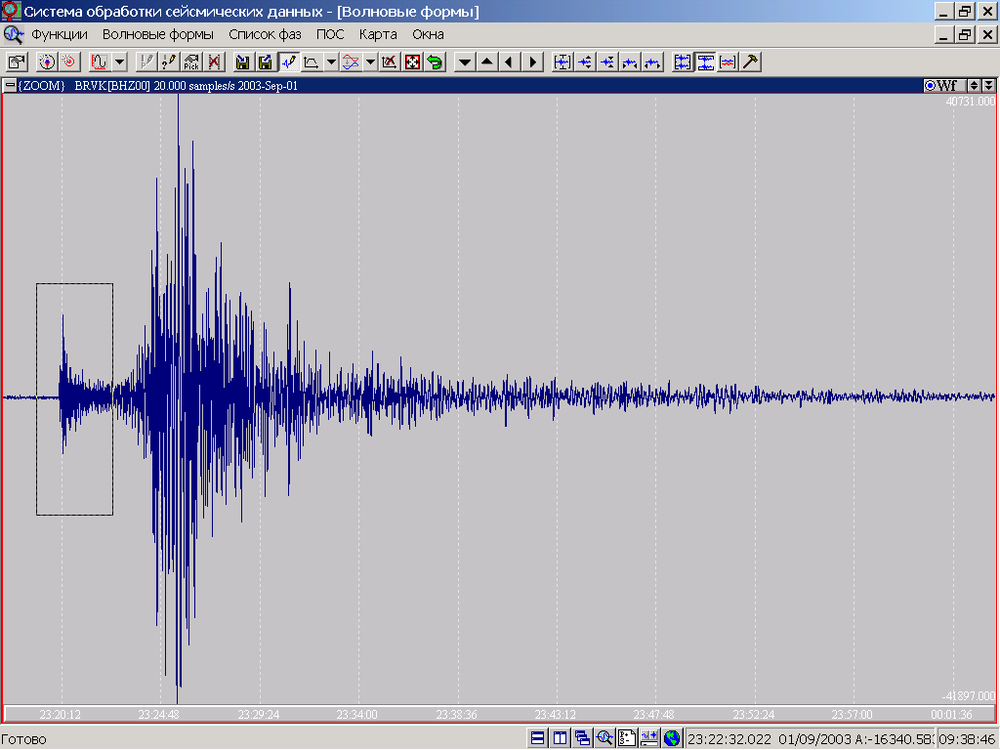 Система обработки сейсмических данных - [Волновые формы]
Функции Волновые формы Список фаз ПОС Карта Окна
Pick
{ZOOM} BRVK[BHZ00] 20.000 samples/s 2003-Sep-01 Wf
40731.000
-41897.000
23:20:12 23:24:48 23:29:24 23:34:00 23:38:36 23:43:12 23:47:48 23:52:24 23:57:00 00:01:36
Готово 23:22:32.022 01/09/2003 A:-16340.58 09:38:46